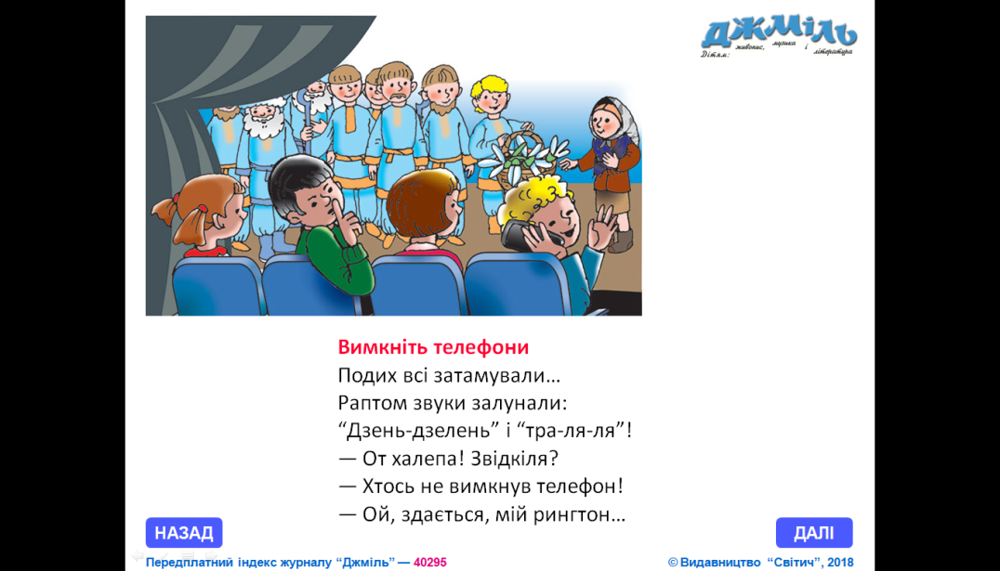 ДЖМіЛЬ
Дітям: живопис, музика і література
Вимкніть телефони
Подих всі затамували...
Раптом звуки залунали:
“Дзень-дзелень” і “тра-ля-ля”!
— От халепа! Звідкіля?
— Хтось не вимкнув телефон!
— Ой, здається, мій рингтон...
НАЗАД
ДАЛІ
Передплатний індекс журналу “Джміль” — 40295
© Видавництво “Світич”, 2018